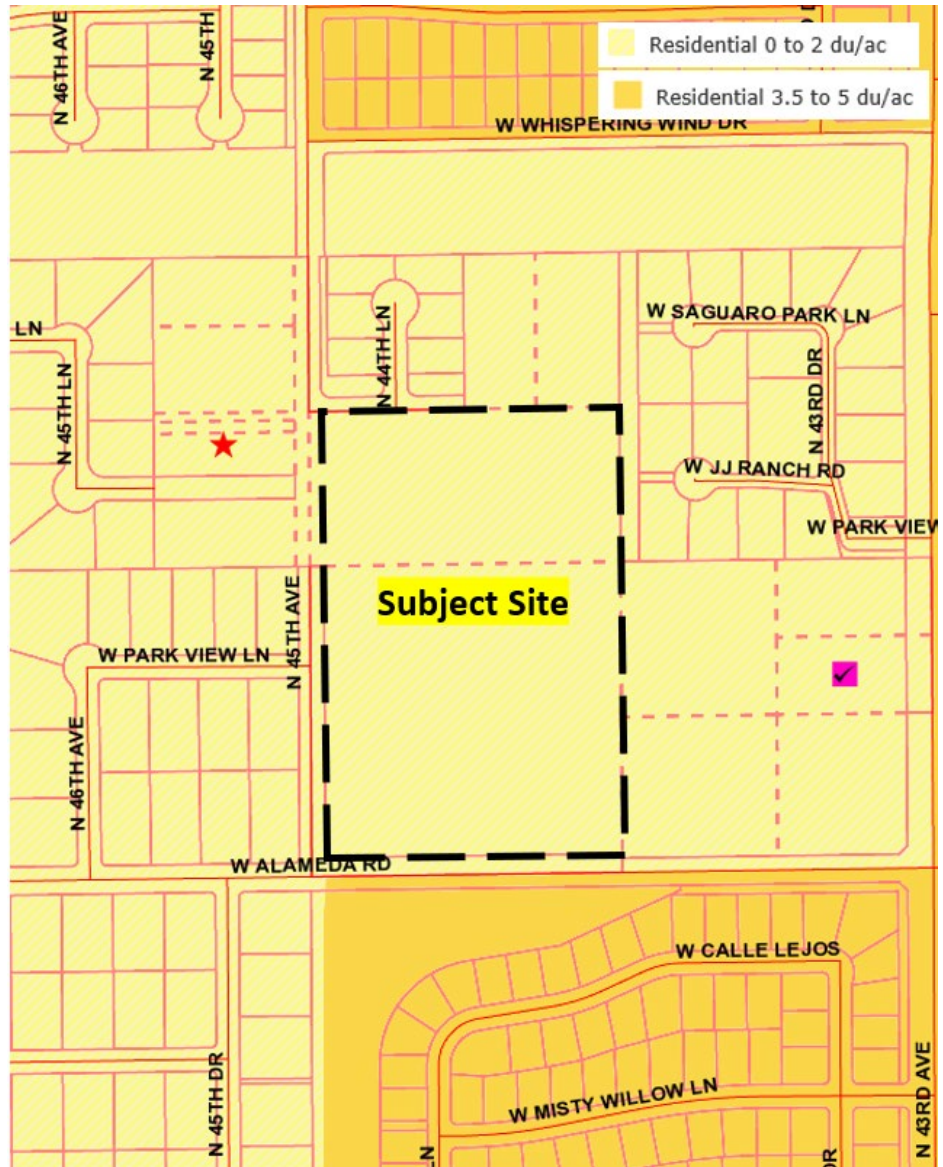 N 46TH AVE
N 45TH
Residential 0 to 2 du/ac
Residential 3.5 to 5 du/ac
W WHISPERING WIND DR
LN
N 45TH LN
N 44TH LN
W SAGUARO PARK LN
N 43RD DR
W JJ RANCH RD
W PARK VIEW
Subject Site
N 45TH AVE
W PARK VIEW LN
N 46TH AVE
W ALAMEDA RD
W CALLE LEJOS
W MISTY WILLOW LN
N 45TH DR
LN
DR
N 43RD AVE